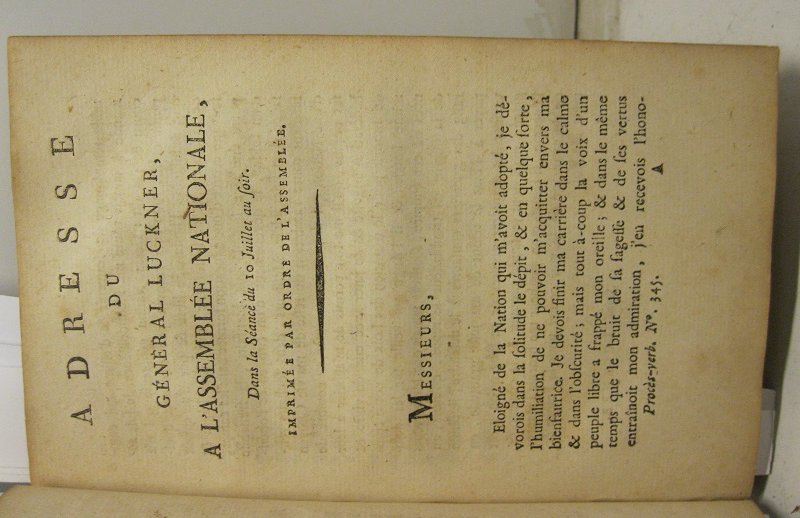 ADRESSE
DU
GÉNÉRAL LUCKNER,
A L'ASSEMBLÉE NATIONALE,
Dans la Séance du 10 Juillet au ſoir.
IMPRIMÉE PAR ORDRE DE L'ASSEMBLÉE.
MESSIEURS,
Eloigné de la Nation qui m'avoit adopté, je dé-
vorois dans la ſolitude le dépit, & en quelque ſorte,
l'humiliation de ne pouvoir m'acquitter envers ma
bienfaitrice. Je devois finir ma carrière dans le calme
& dans l'obſcurité; mais tout à-coup la voix d'un
peuple libre a frappé mon oreille; & dans le même
temps que le bruit de ſa ſageſſe & de ſes vertus
entraînoit mon admiration, j'en recevois l'hono-
Procès-verb. Nº. 345. A